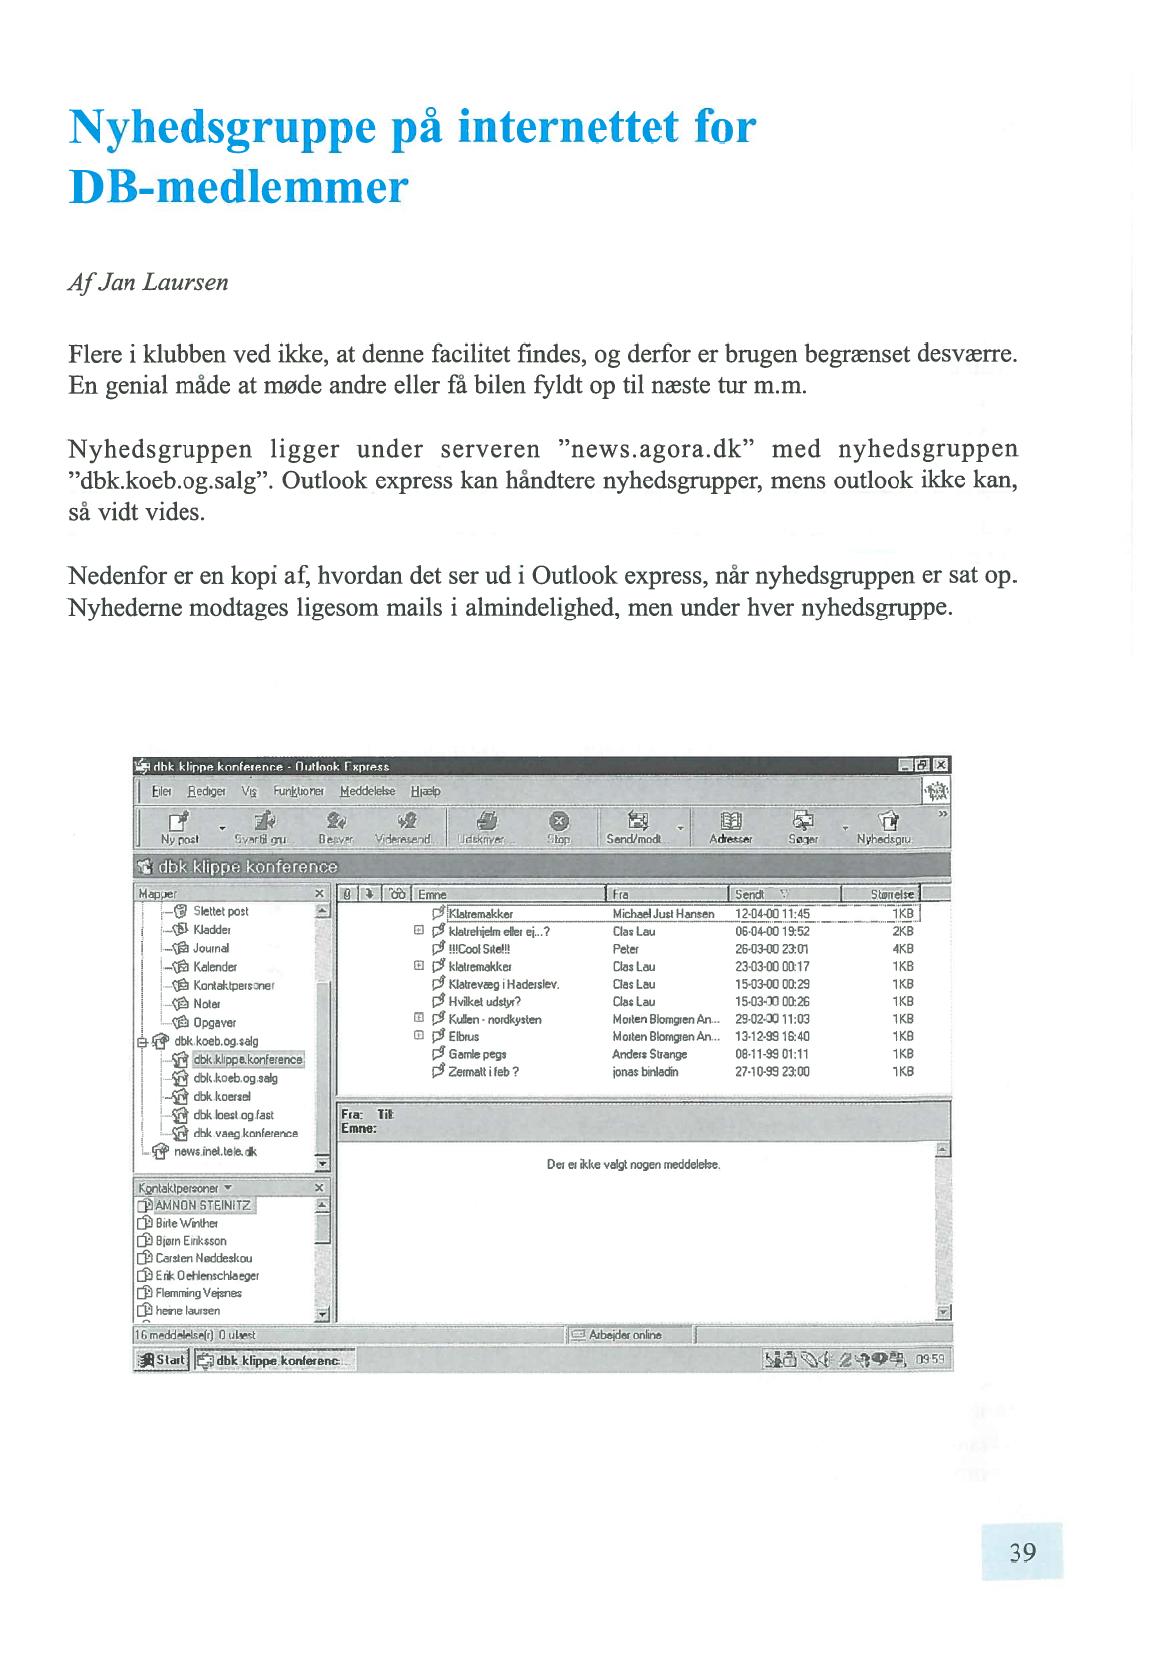 Nyhedsgruppe på internettet for
DB-medlemmer
Af Jan Laursen
Flere i klubben ved ikke, at denne facilitet findes, og derfor er brugen begrænset desværre.
En genial måde at møde andre eller få bilen fyldt op til næste tur m.m.
Nyhedsgruppen ligger under serveren ”news.agora.dk” med nyhedsgruppen
”dbk.koeb.og.salg”. Outlook express kan håndtere nyhedsgrupper, mens outlook ikke kan,
så vidt vides.
Nedenfor er en kopi af, hvordan det ser ud i Outlook express, når nyhedsgruppen er sat op.
Nyhederne modtages ligesom mails i almindelighed, men under hver nyhedsgruppe.
dbk klippe konference - Outlook Express
Filer Rediger Vis Funktioner Meddelelse Hjælp
Ny post Svar til gru Besvar Videresend Udskriver Stop Send/modt Adresser Søger Nyhedsgru »
dbk klippe konference
Mapper
Slettet post
Kladder
Journal
Kalender
Kontaktpersoner
Noter
Opgaver
dbk.koeb.og.salg
dbk.klippe.konference
dbk.koeb.og.salg
dbk.koersel
dbk.loest.og.fast
dbk.vaeg.konference
news.inet.tele.dk
Emne Fra Sendt Størrelse
Klatremakker Michael Just Hansen 12-04-00 11:45 1KB
klatrehjelm eller ej...? Clas Lau 06-04-00 19:52 2KB
!!!Cool Site!!! Peter 26-03-00 23:01 4KB
klatremakker Clas Lau 23-03-00 00:17 1KB
Klatrevæg i Haderslev. Clas Lau 15-03-00 00:29 1KB
Hvilket udstyr? Clas Lau 15-03-00 00:26 1KB
Kullen - nordkysten Morten Blomgren An... 29-02-00 11:03 1KB
Elbrus Morten Blomgren An... 13-12-99 16:40 1KB
Gamle pegs Anders Strange 08-11-99 01:11 1KB
Zermatt i feb ? jonas binladin 27-10-99 23:00 1KB
Fra: Til:
Emne:
Der er ikke valgt nogen meddelelse.
Kontaktpersoner
AMNON STEINITZ
Birte Winther
Bjørn Eiriksson
Carsten Nøddeskou
Erik Oehlenschlaeger
Flemming Vejsnes
heine laursen
16 meddelelse(r) 0 ulæst Arbejder online
Start dbk klippe.konferenc... 09:59
39